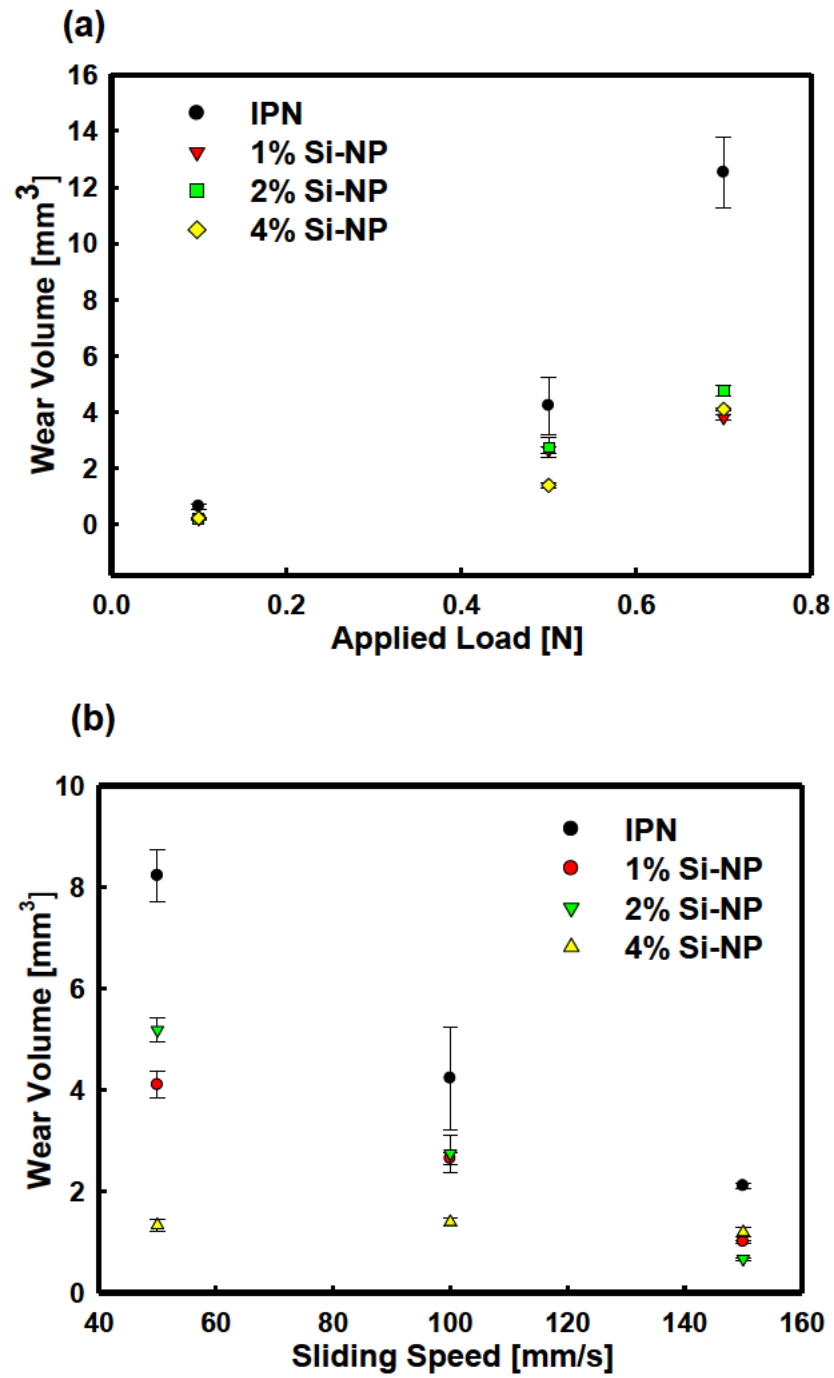 (a)
16
14
12
10
8
6
4
2
0
Wear Volume [mm³]
IPN
1% Si-NP
2% Si-NP
4% Si-NP
0.0 0.2 0.4 0.6 0.8
Applied Load [N]
(b)
10
8
6
4
2
0
Wear Volume [mm³]
IPN
1% Si-NP
2% Si-NP
4% Si-NP
40 60 80 100 120 140 160
Sliding Speed [mm/s]